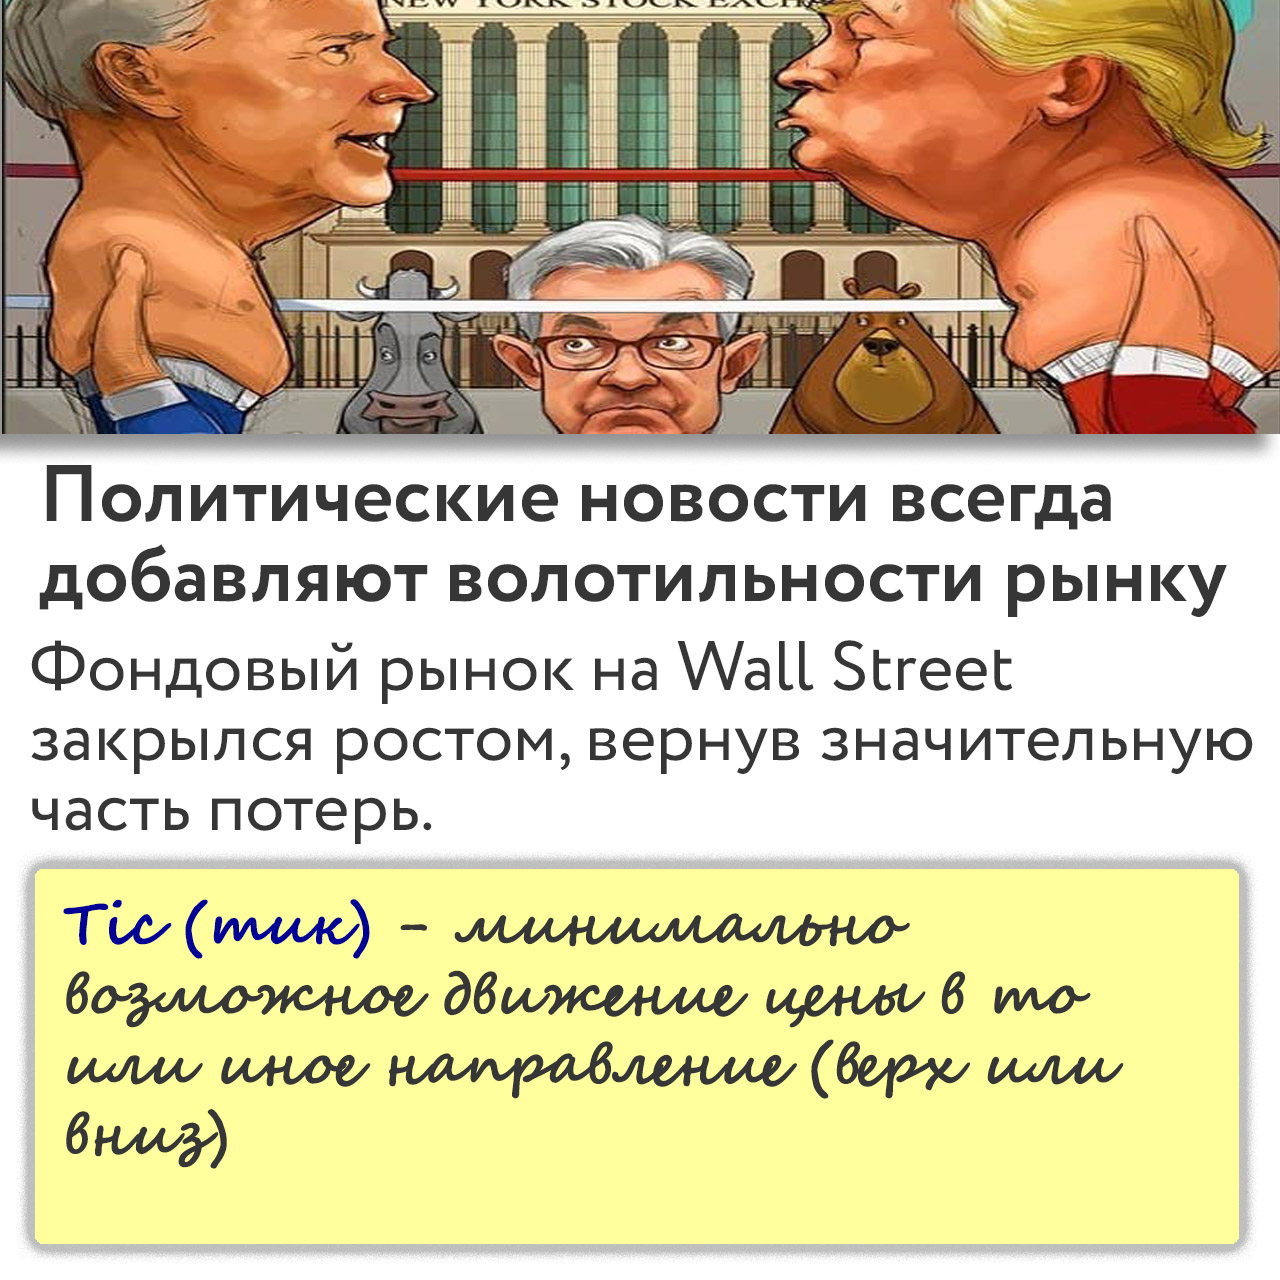 NEW YORK STOCK EXCHA
Политические новости всегда
добавляют волотильности рынку
Фондовый рынок на Wall Street
закрылся ростом, вернув значительную
часть потерь.
Tic (тик) – минимально
возможное движение цены в то
или иное направление (верх или
вниз)